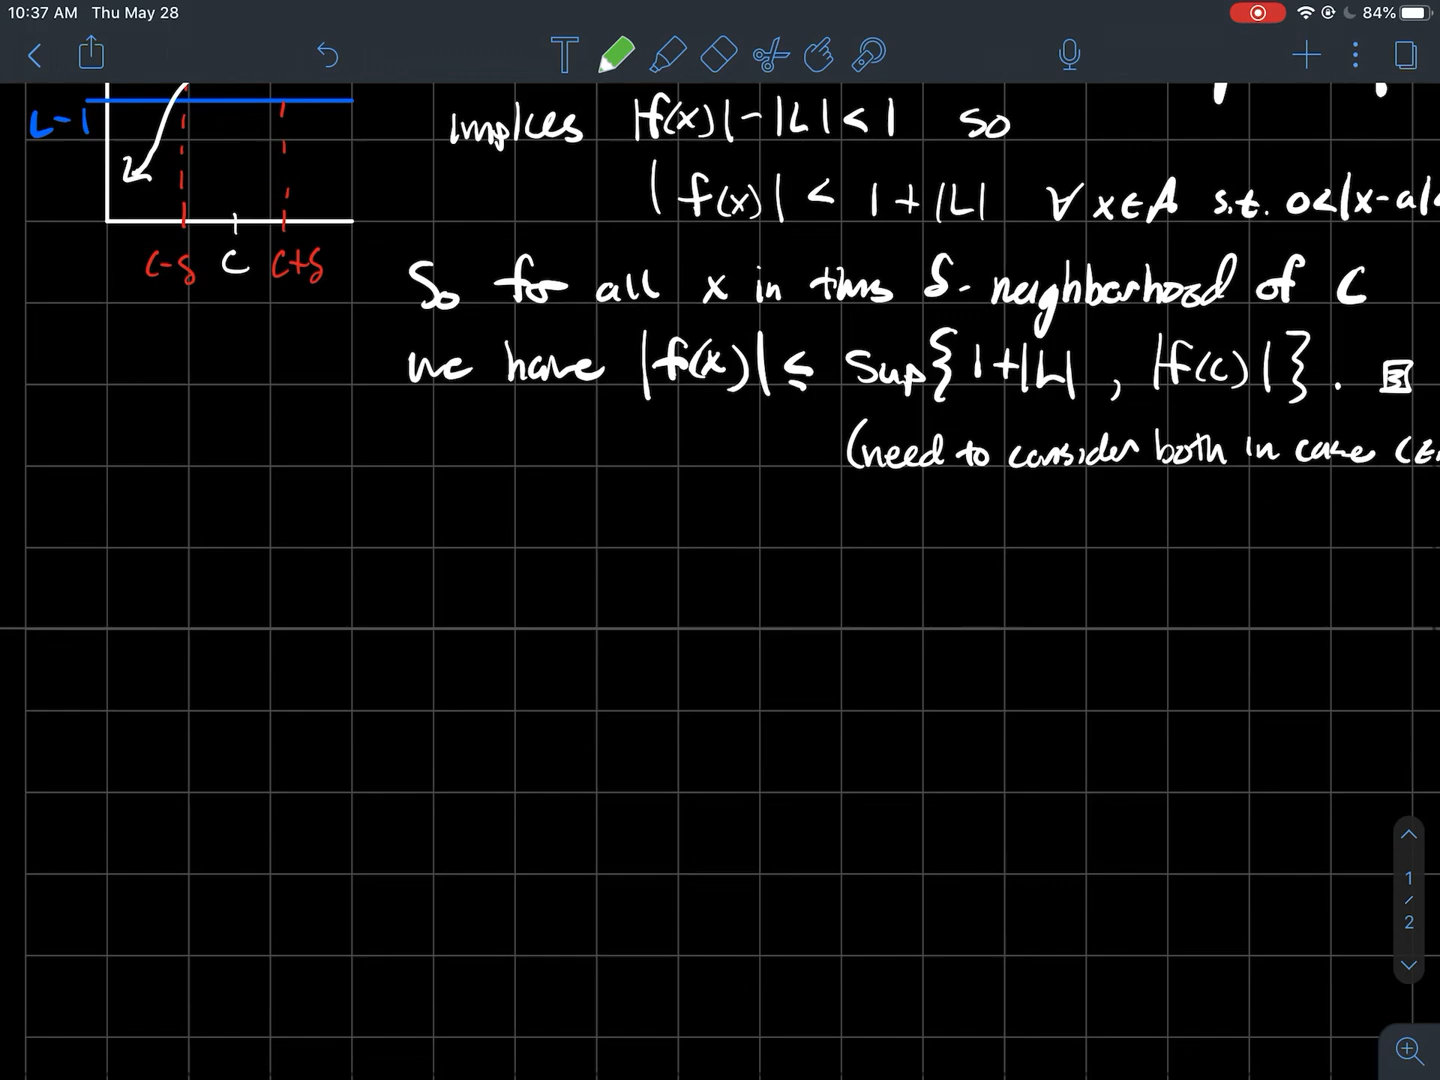 10:37 AM Thu May 28
84%
T
L-1
implies |f(x)|-|L|<1 so
|f(x)| < 1+|L| ∀x∈A s.t. 0<|x-a|<
c-δ c c+δ
So for all x in this δ-neighborhood of c
we have |f(x)| ≤ Sup{1+|L|, |f(c)|}.
(need to consider both in case c∈
1
/
2